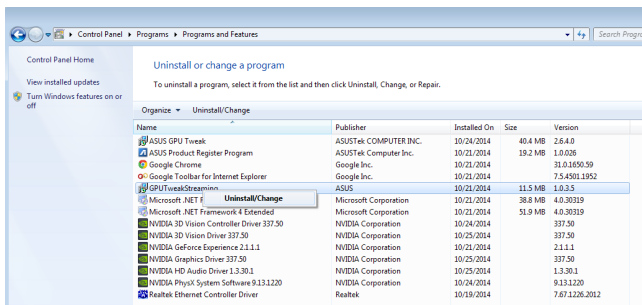 Control Panel ▸ Programs ▸ Programs and Features
Search Progra
Control Panel Home
View installed updates
Turn Windows features on or
off
Uninstall or change a program
To uninstall a program, select it from the list and then click Uninstall, Change, or Repair.
Organize Uninstall/Change
Name Publisher Installed On Size Version
ASUS GPU Tweak ASUSTek COMPUTER INC. 10/24/2014 40.4 MB 2.6.4.0
ASUS Product Register Program ASUSTek Computer Inc. 10/21/2014 19.2 MB 1.0.026
Google Chrome Google Inc. 10/21/2014 31.0.1650.59
Google Toolbar for Internet Explorer Google Inc. 10/21/2014 7.5.4501.1952
GPUTweakStreaming ASUS 10/21/2014 11.5 MB 1.0.3.5
Microsoft .NET F Uninstall/Change Microsoft Corporation 10/21/2014 38.8 MB 4.0.30319
Microsoft .NET Framework 4 Extended Microsoft Corporation 10/21/2014 51.9 MB 4.0.30319
NVIDIA 3D Vision Controller Driver 337.50 NVIDIA Corporation 10/24/2014 337.50
NVIDIA 3D Vision Driver 337.50 NVIDIA Corporation 10/25/2014 337.50
NVIDIA GeForce Experience 2.1.1.1 NVIDIA Corporation 10/21/2014 2.1.1.1
NVIDIA Graphics Driver 337.50 NVIDIA Corporation 10/25/2014 337.50
NVIDIA HD Audio Driver 1.3.30.1 NVIDIA Corporation 10/25/2014 1.3.30.1
NVIDIA PhysX System Software 9.13.1220 NVIDIA Corporation 10/24/2014 9.13.1220
Realtek Ethernet Controller Driver Realtek 10/19/2014 7.67.1226.2012